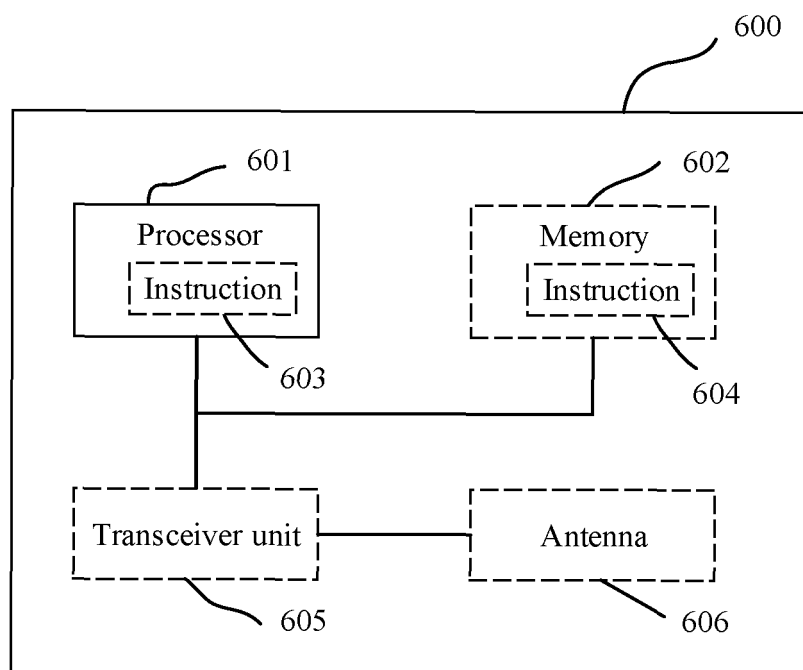 600
601
602
Processor
Memory
Instruction
Instruction
603
604
Transceiver unit
Antenna
605
606